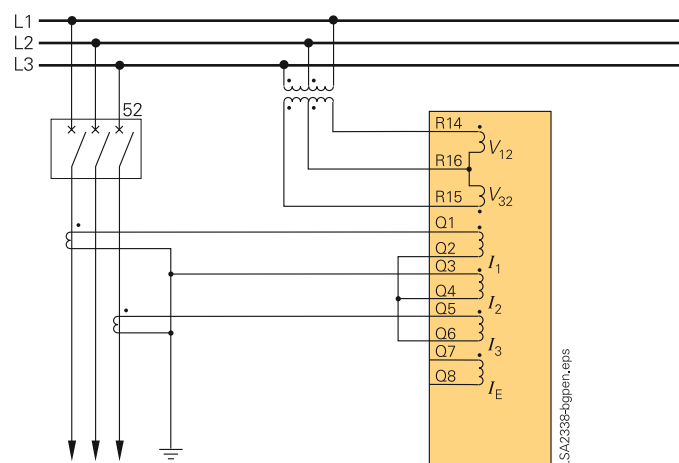 L1
L2
L3
52
R14
V12
R16
R15
V32
Q1
Q2
I1
Q3
Q4
I2
Q5
Q6
I3
Q7
Q8
IE
.SA2338-bgpen.eps